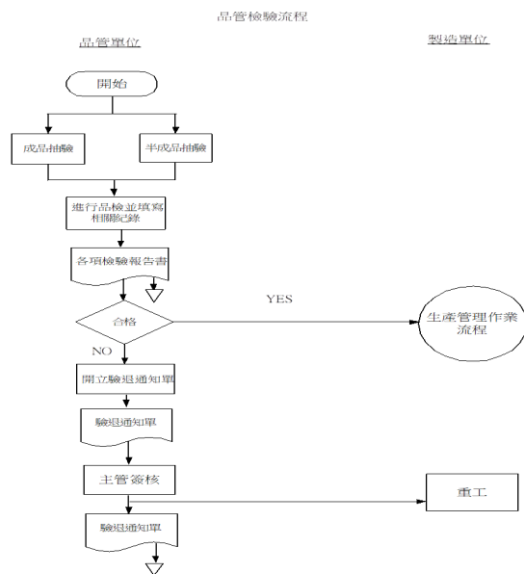 品管檢驗流程
品管單位
製造單位
開始
成品抽驗
半成品抽驗
進行品檢並填寫
相關記錄
各項檢驗報告書
YES
合格
生產管理作業
流程
NO
開立驗退通知單
驗退通知單
主管簽核
重工
驗退通知單